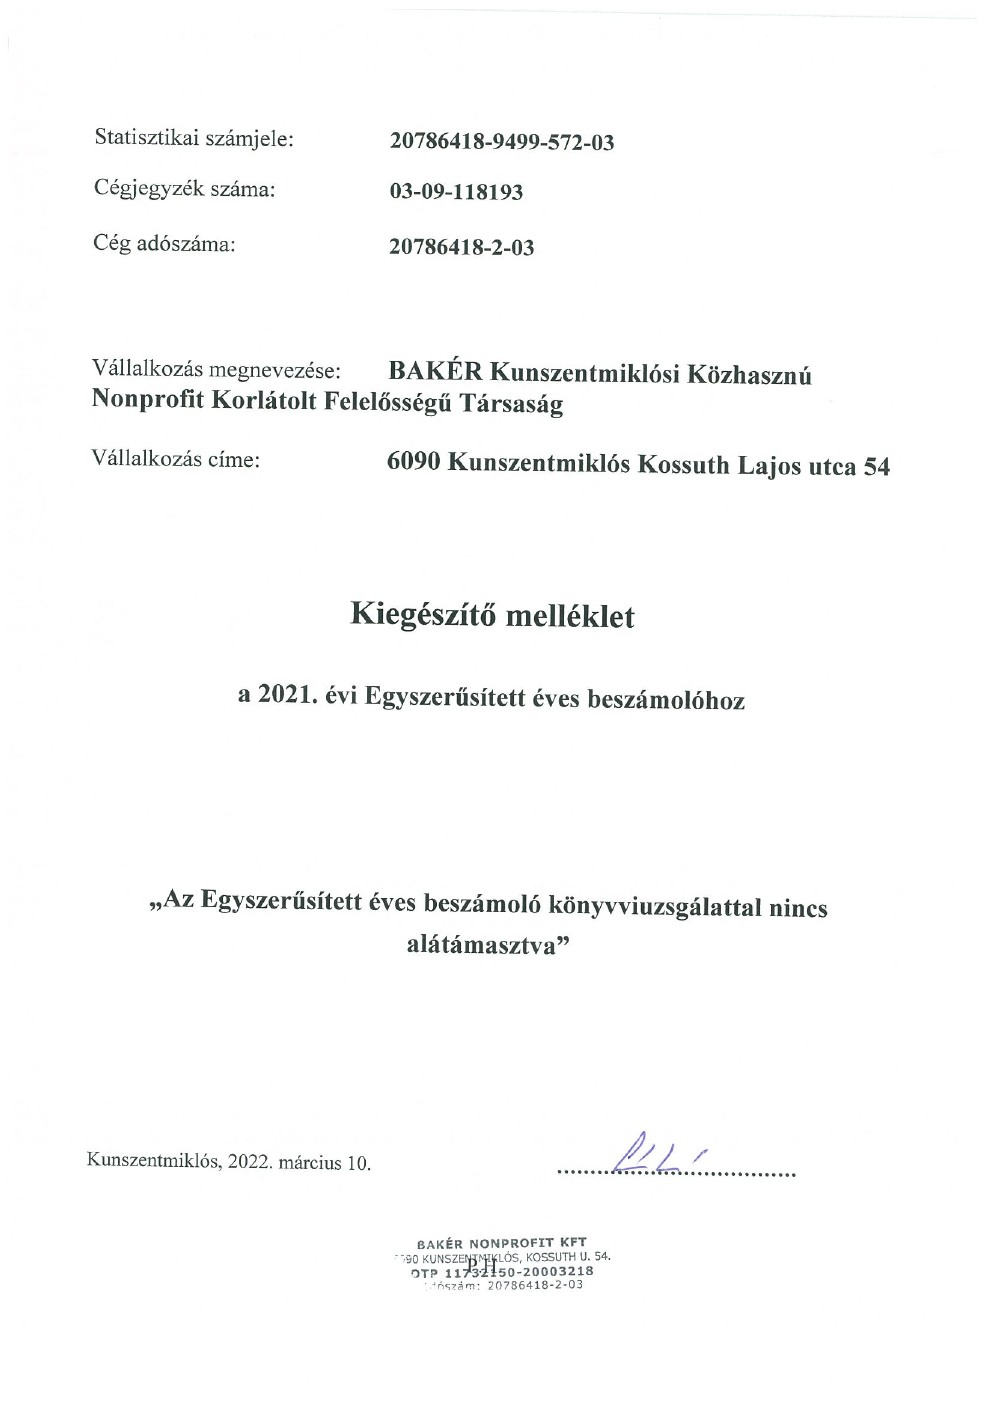 Statisztikai számjele: 20786418-9499-572-03
Cégjegyzék száma: 03-09-118193
Cég adószáma: 20786418-2-03
Vállalkozás megnevezése: BAKÉR Kunszentmiklósi Közhasznú
Nonprofit Korlátolt Felelősségű Társaság
Vállalkozás címe: 6090 Kunszentmiklós Kossuth Lajos utca 54
Kiegészítő melléklet
a 2021. évi Egyszerűsített éves beszámolóhoz
„Az Egyszerűsített éves beszámoló könyvviuzsgálattal nincs
alátámasztva”
Kunszentmiklós, 2022. március 10. ....................................
BAKÉR NONPROFIT KFT
KUNSZENTMIKLÓS, KOSSUTH U. 54.
P.H.
OTP 11732150-20003218
20786418-2-03